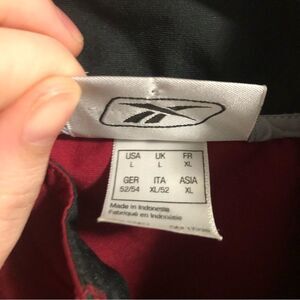 USA UK FR
L L XL
GER ITA ASIA
52/54 XL/52 XL
Made in Indonesia
Fabriqué en Indonésie